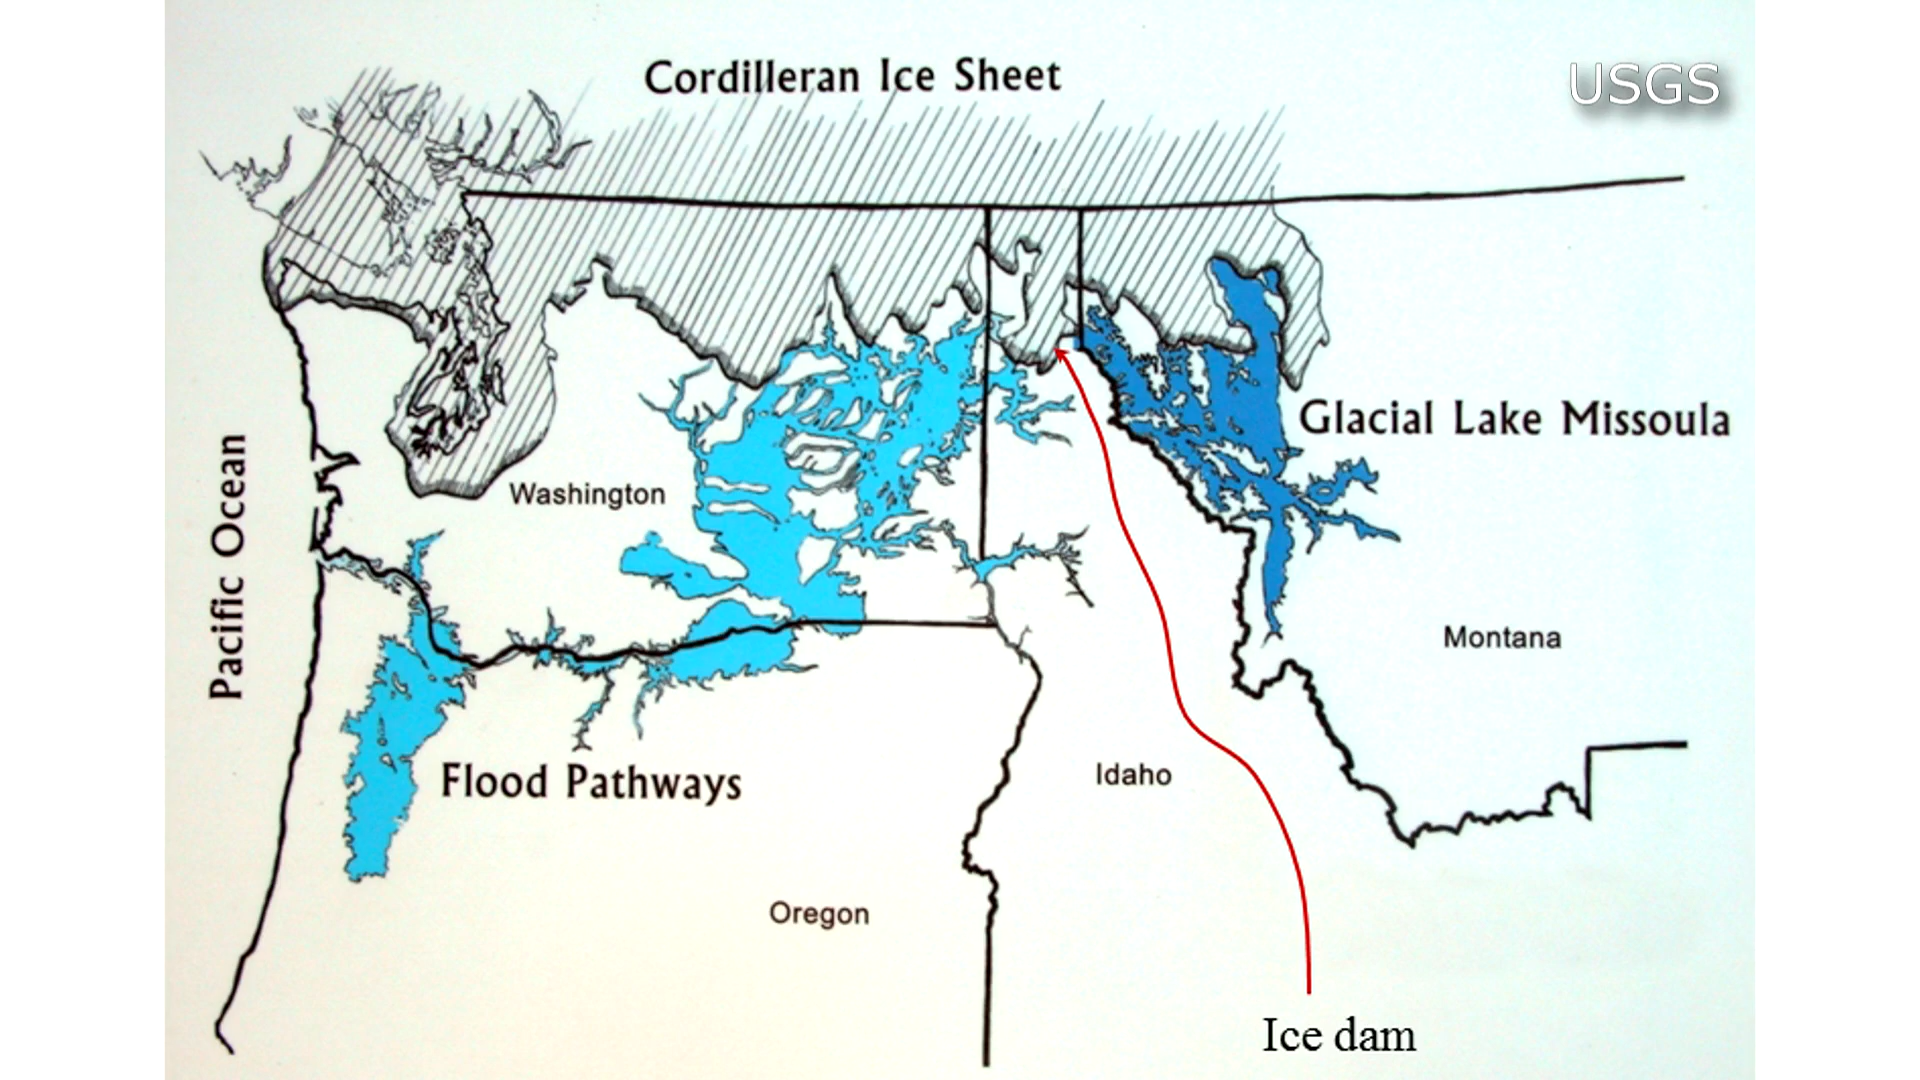 Cordilleran Ice Sheet
USGS
Glacial Lake Missoula
Pacific Ocean
Washington
Montana
Flood Pathways
Idaho
Oregon
Ice dam